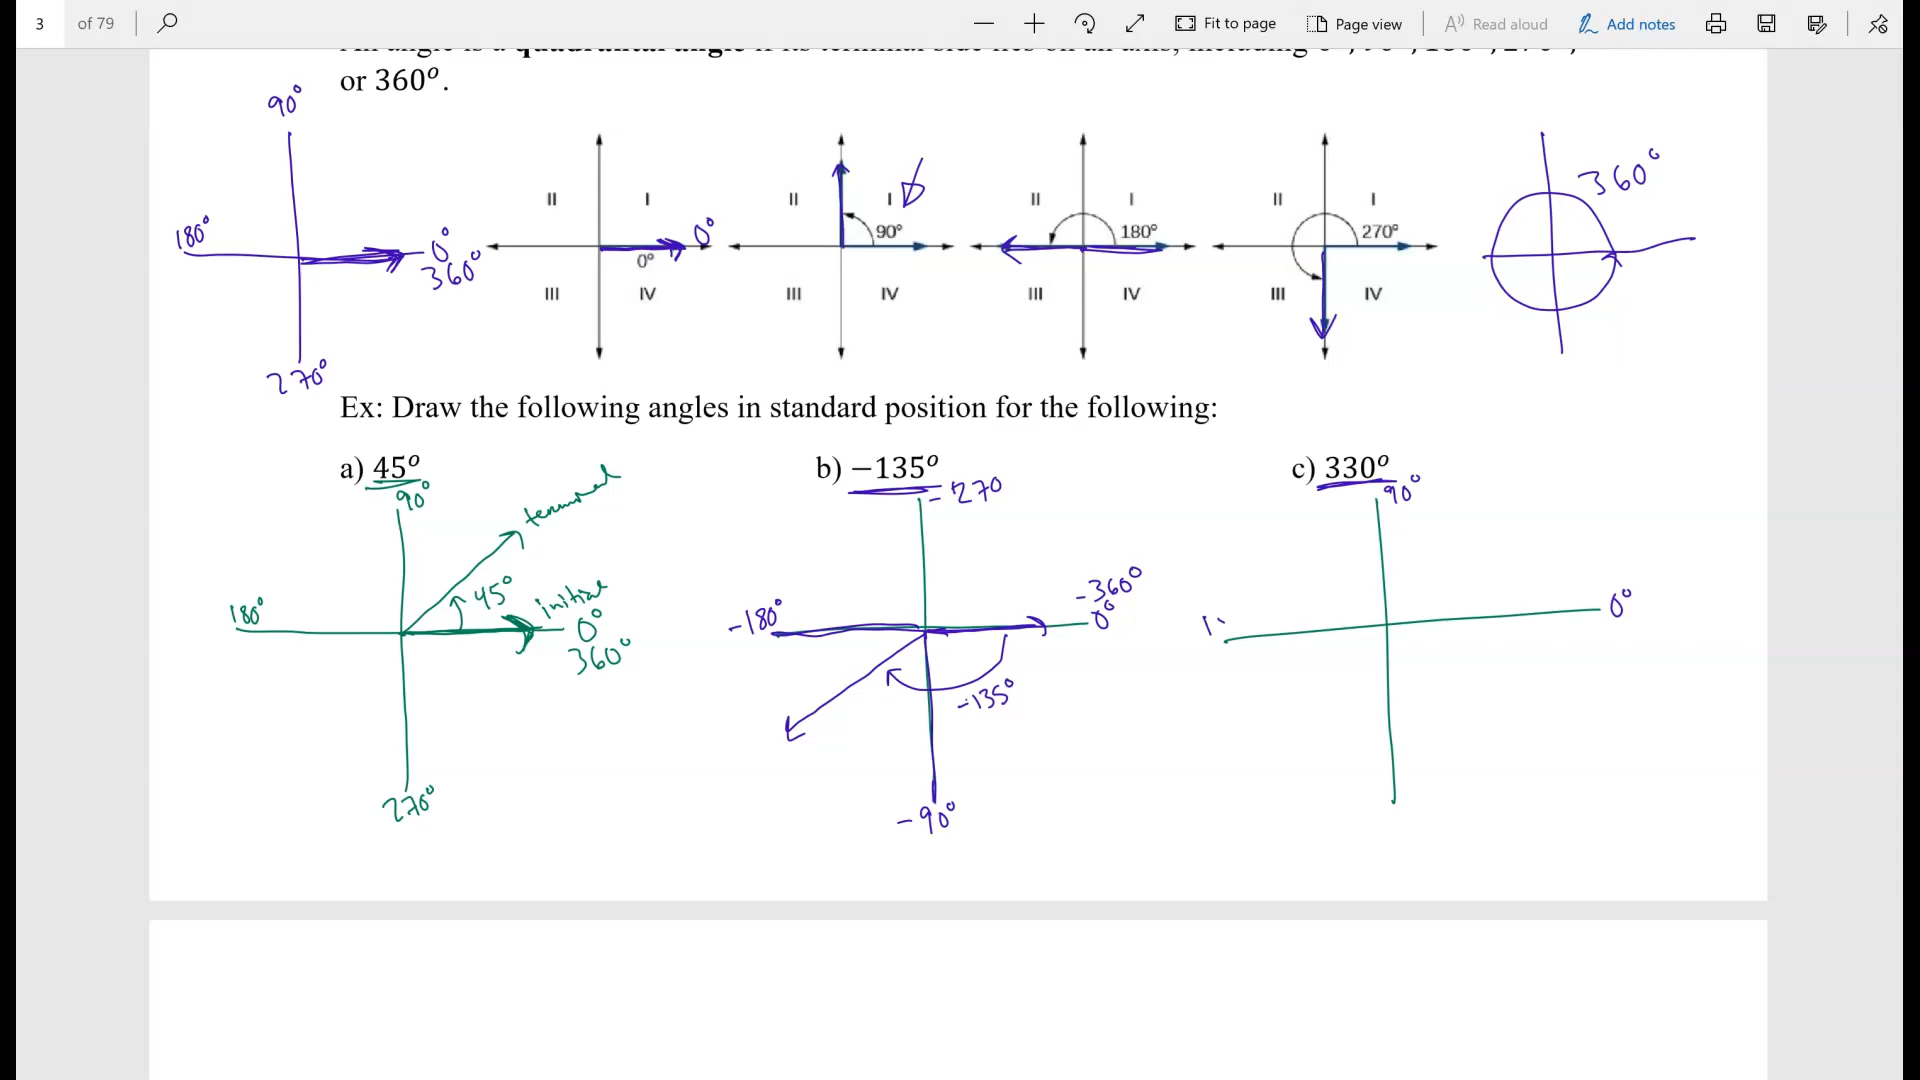 3 of 79 Fit to page Page view Read aloud Add notes
or 360°.
90°
180° 0° 360° 270°
II I III IV 0° 0°
II I III IV 90°
II I III IV 180°
II I III IV 270°
360°
Ex: Draw the following angles in standard position for the following:
a) 45° b) −135° c) 330°
90° terminal 45° initial 180° 0° 360° 270°
-270 -360° -180° 0° -135° -90°
90° 0°